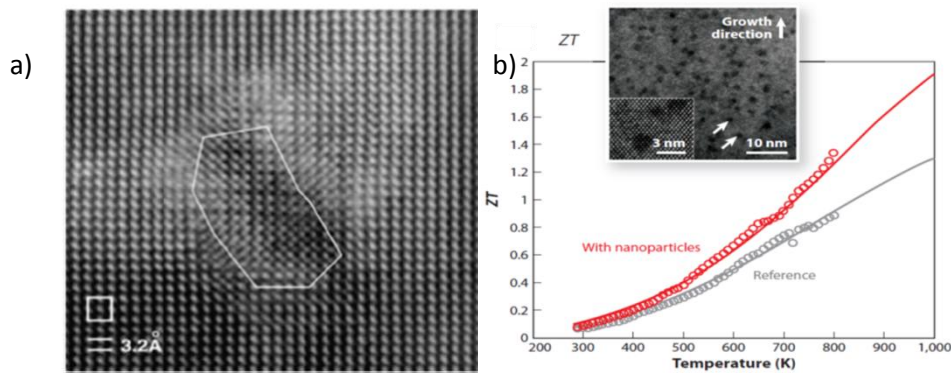 a)
3.2Å
b)
ZT
Growth
direction
3 nm
10 nm
ZT
2
1.8
1.6
1.4
1.2
1
0.8
0.6
0.4
0.2
0
With nanoparticles
Reference
200
300
400
500
600
700
800
900
1,000
Temperature (K)